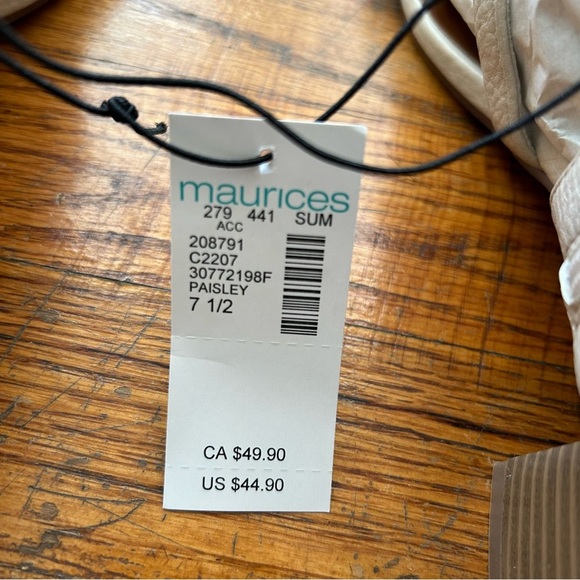 maurices
279 441 SUM
ACC
208791
C2207
30772198F
PAISLEY
7 1/2
CA $49.90
US $44.90